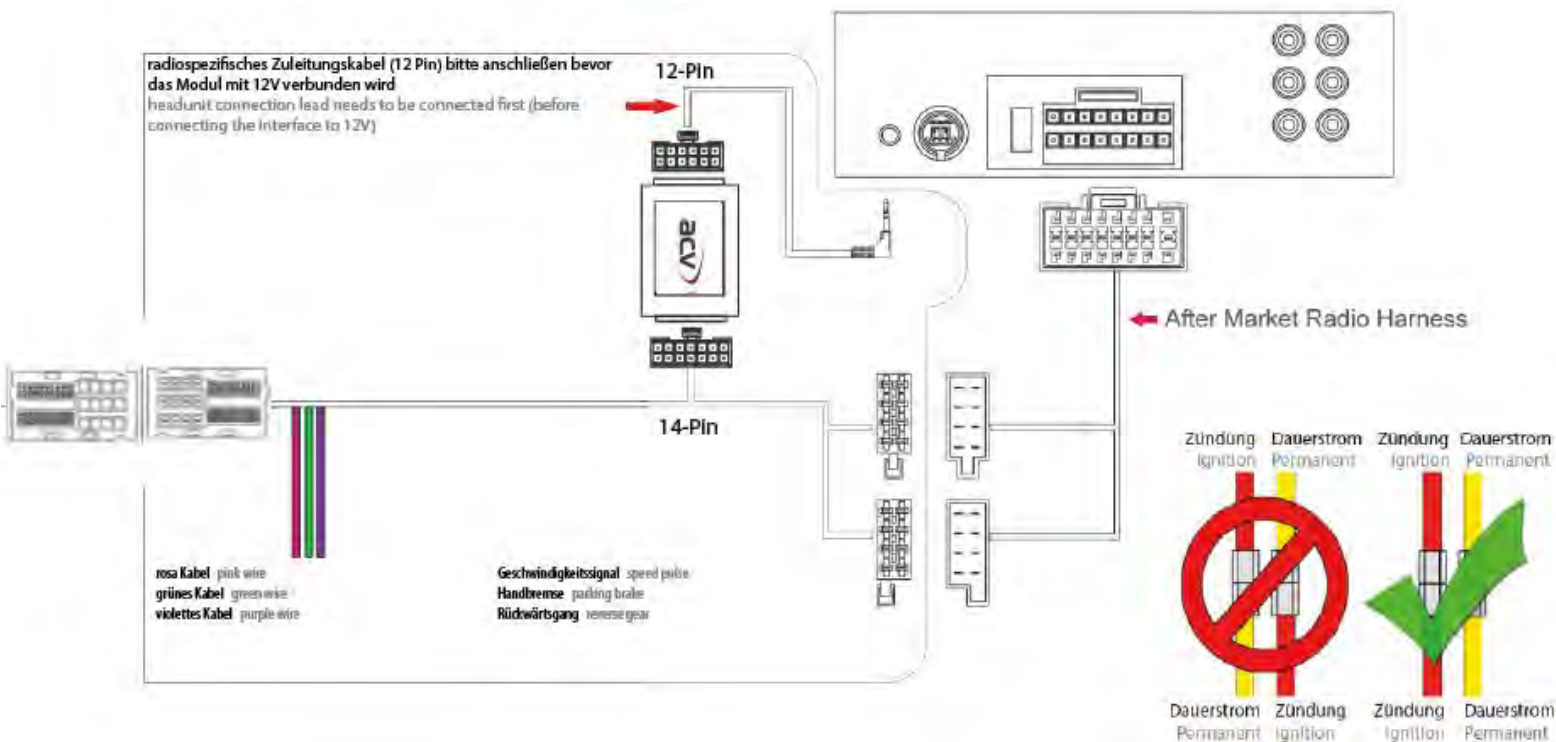 radiospezifisches Zuleitungskabel (12 Pin) bitte anschließen bevor
das Modul mit 12V verbunden wird
headunit connection lead needs to be connected first (before
connecting the interface to 12V)
12-Pin
acv
After Market Radio Harness
14-Pin
rosa Kabel pink wire
grünes Kabel green wire
violettes Kabel purple wire
Geschwindigkeitssignal speed pulse
Handbremse parking brake
Rückwärtsgang reverse gear
Zündung Dauerstrom Zündung Dauerstrom
Ignition Permanent Ignition Permanent
Dauerstrom Zündung Zündung Dauerstrom
Permanent Ignition Ignition Permanent